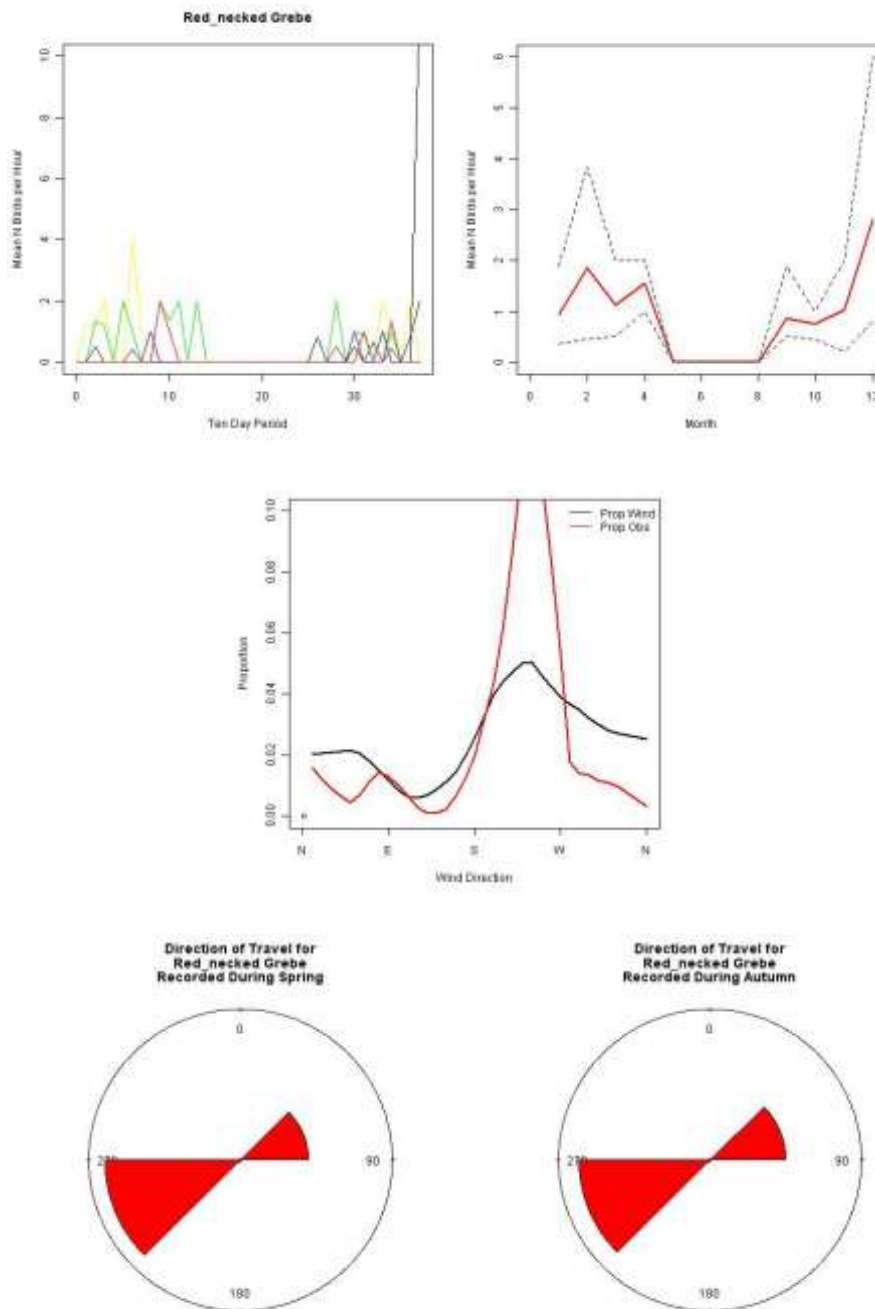 Red_necked Grebe
Mean N Birds per Hour
10
8
6
4
2
0
0
10
20
30
Ten Day Period
Mean N Birds per Hour
6
5
4
3
2
1
0
0
2
4
6
8
10
12
Month
Proportion
0.10
0.08
0.06
0.04
0.02
0.00
Prop Wind
Prop Obs
N
E
S
W
N
Wind Direction
Direction of Travel for
Red_necked Grebe
Recorded During Spring
0
90
180
270
Direction of Travel for
Red_necked Grebe
Recorded During Autumn
0
90
180
270